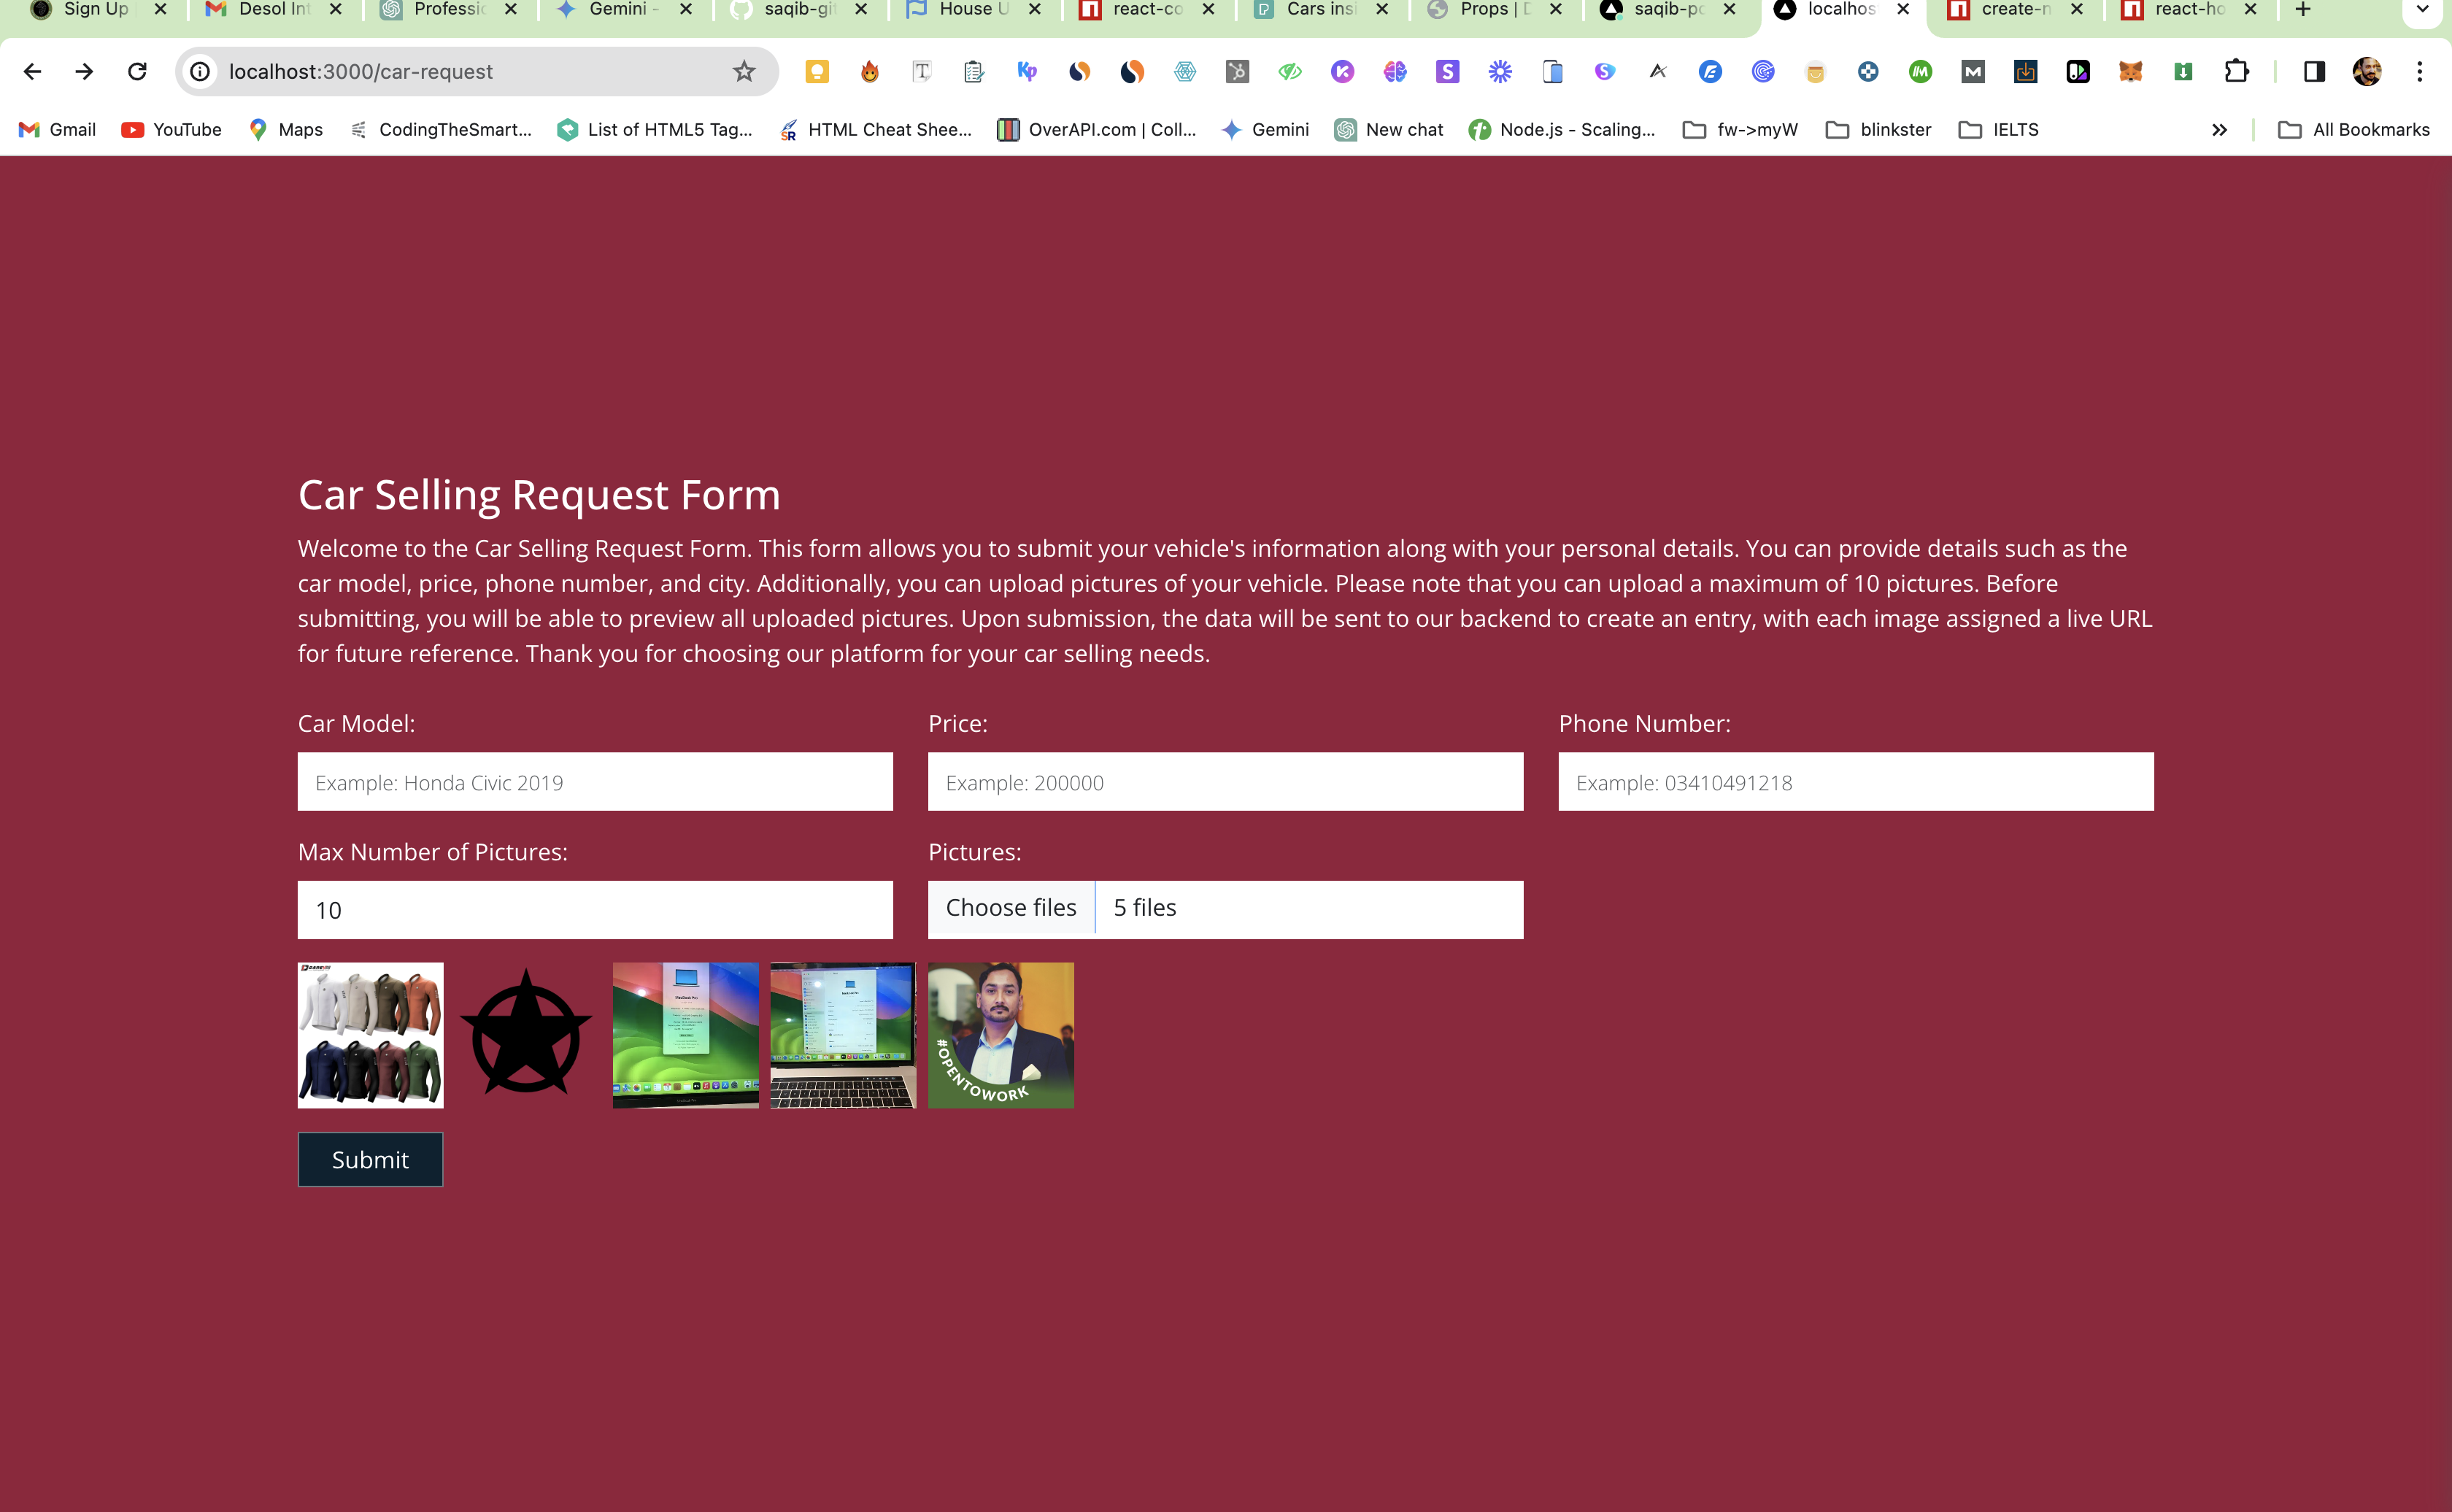 Sign Up
Desol Int
Professic
Gemini -
saqib-git
House U
react-co
Cars insi
Props | D
saqib-po
localhos
create-n
react-ho
localhost:3000/car-request
Gmail
YouTube
Maps
CodingTheSmart...
List of HTML5 Tag...
HTML Cheat Shee...
OverAPI.com | Coll...
Gemini
New chat
Node.js - Scaling...
fw->myW
blinkster
IELTS
All Bookmarks
Car Selling Request Form
Welcome to the Car Selling Request Form. This form allows you to submit your vehicle's information along with your personal details. You can provide details such as the
car model, price, phone number, and city. Additionally, you can upload pictures of your vehicle. Please note that you can upload a maximum of 10 pictures. Before
submitting, you will be able to preview all uploaded pictures. Upon submission, the data will be sent to our backend to create an entry, with each image assigned a live URL
for future reference. Thank you for choosing our platform for your car selling needs.
Car Model:
Price:
Phone Number:
Example: Honda Civic 2019
Example: 200000
Example: 03410491218
Max Number of Pictures:
Pictures:
10
Choose files
5 files
#OPENTOWORK
Submit